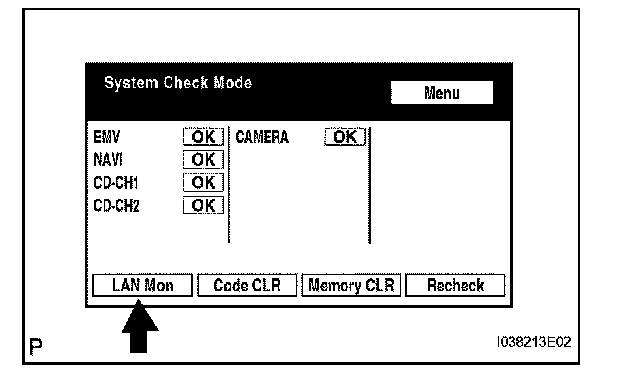 System Check Mode
Menu
EMV OK CAMERA OK
NAVI OK
CD-CH1 OK
CD-CH2 OK
LAN Mon Code CLR Memory CLR Recheck
P I038213E02